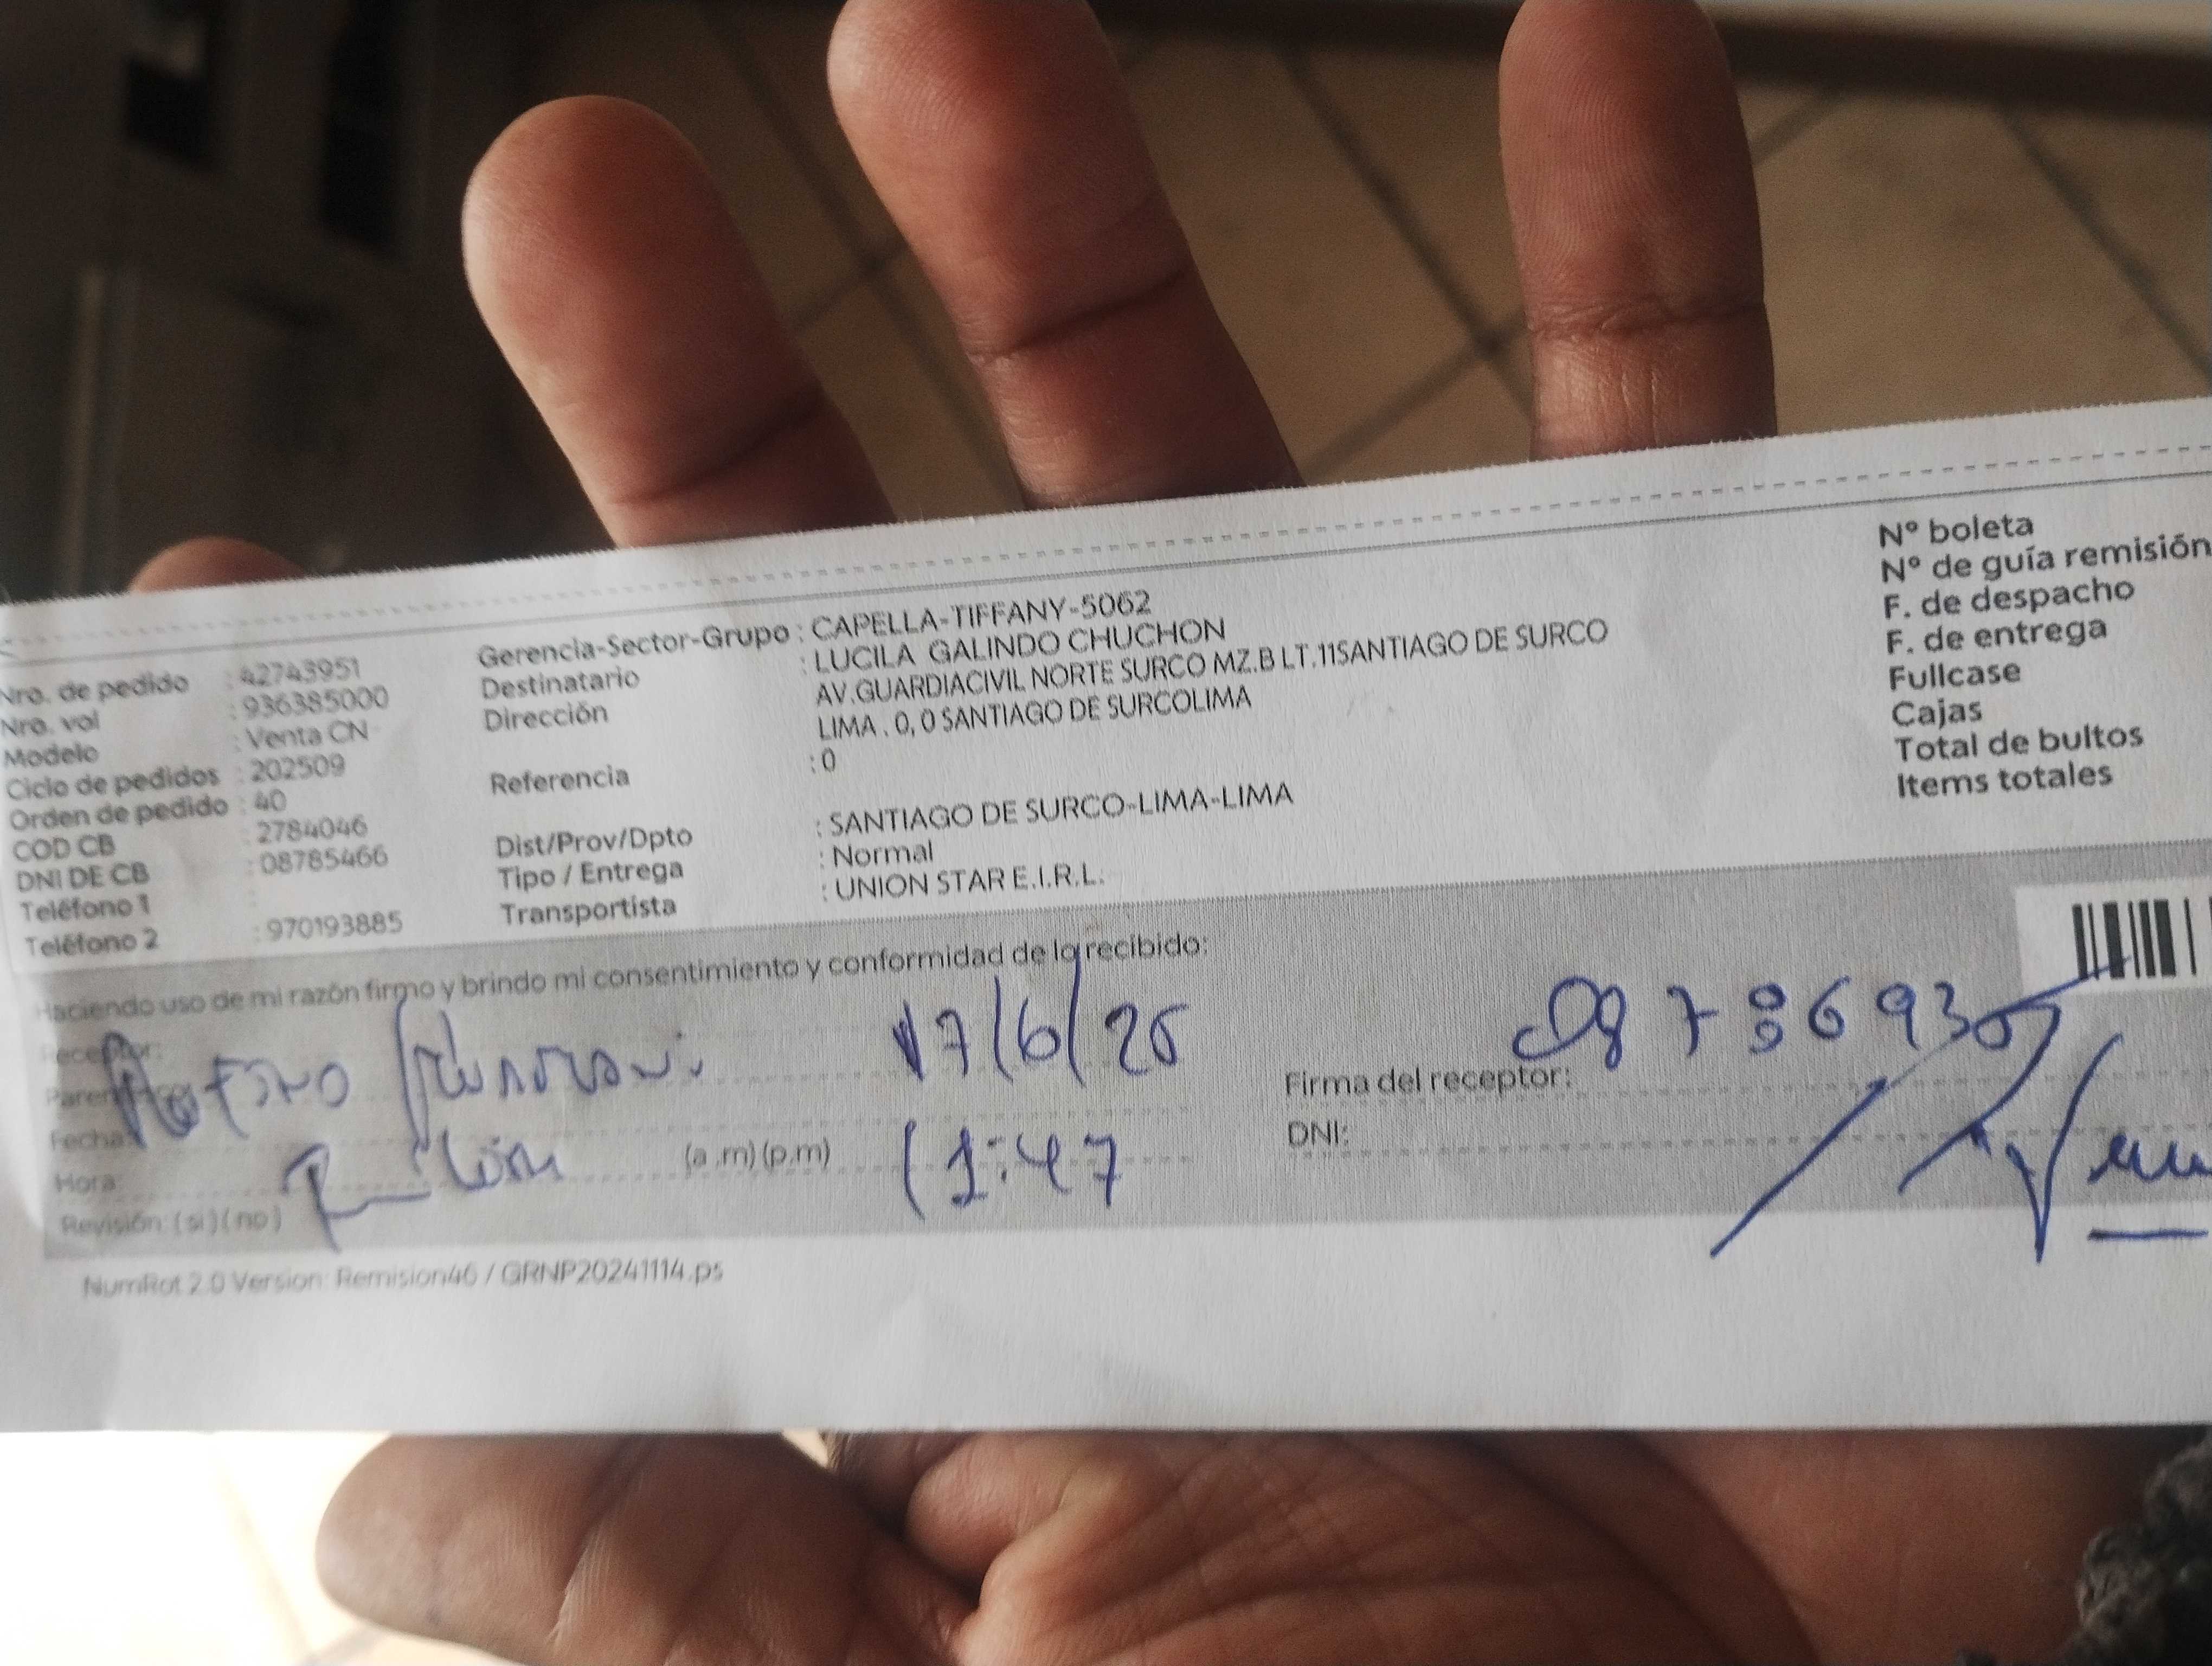 Nro. de pedido : 42743951
Nro. vol : 936385000
Modelo : Venta CN
Ciclo de pedidos : 202509
Orden de pedido : 40
COD CB : 2784046
DNI DE CB : 08785466
Teléfono 1 :
Teléfono 2 : 970193885
Gerencia-Sector-Grupo : CAPELLA-TIFFANY-5062
Destinatario : LUCILA GALINDO CHUCHON
Dirección AV.GUARDIACIVIL NORTE SURCO MZ.B LT.11SANTIAGO DE SURCO
LIMA . 0, 0 SANTIAGO DE SURCOLIMA
Referencia : 0
Dist/Prov/Dpto : SANTIAGO DE SURCO-LIMA-LIMA
Tipo / Entrega : Normal
Transportista : UNION STAR E.I.R.L.
N° boleta
N° de guía remisión
F. de despacho
F. de entrega
Fullcase
Cajas
Total de bultos
Items totales
Haciendo uso de mi razón firmo y brindo mi consentimiento y conformidad de lo recibido:
Receptor:
Fecha:
Hora: (a .m) (p.m)
Revisión: ( si ) ( no )
17/6/25
11:47
Firma del receptor:
DNI:
NumRot 2.0 Version: Remision46 / GRNP20241114.ps